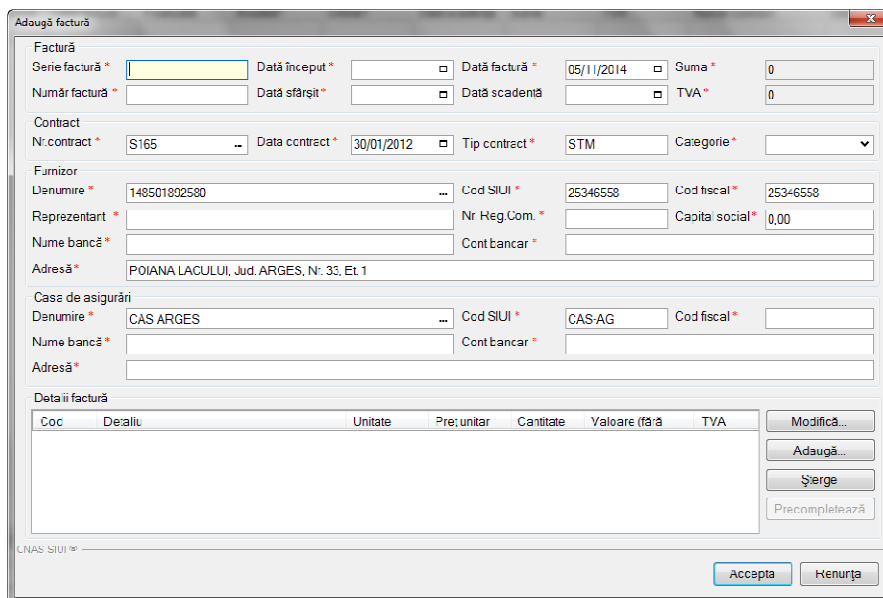 Adaugă factură
Factură
Serie factură * Dată început * Dată factură * 05/11/2014 Suma * 0
Număr factură * Dată sfârșit * Dată scadență TVA * 0
Contract
Nr.contract * S165 ... Data contract * 30/01/2012 Tip contract * STM Categorie *
Furnizor
Denumire * 148501802580 ... Cod SIUI * 25346558 Cod fiscal * 25346558
Reprezentant * Nr. Reg.Com. * Capital social * 0,00
Nume bancă * Cont bancar *
Adresă * POIANA LACULUI, Jud. ARGES, Nr. 33, Et. 1
Casa de asigurări
Denumire * CAS ARGES ... Cod SIUI * CAS-AG Cod fiscal *
Nume bancă * Cont bancar *
Adresă *
Detalii factură
Cod Detaliu Unitate Preț unitar Cantitate Valoare (fără TVA
Modifică...
Adaugă...
Șterge
Precompletează
CNAS SIUI ®
Accepta Renunța